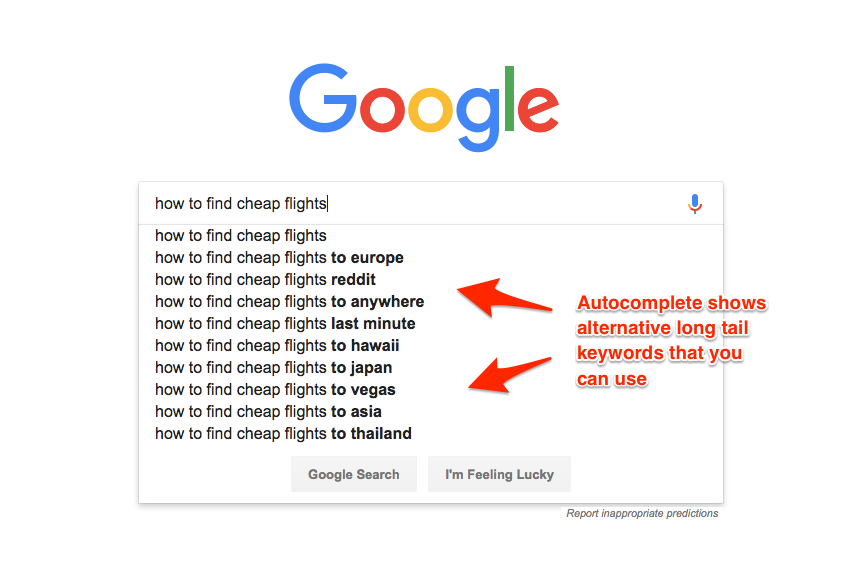 Google
how to find cheap flights
how to find cheap flights
how to find cheap flights to europe
how to find cheap flights reddit
how to find cheap flights to anywhere
how to find cheap flights last minute
how to find cheap flights to hawaii
how to find cheap flights to japan
how to find cheap flights to vegas
how to find cheap flights to asia
how to find cheap flights to thailand
Autocomplete shows
alternative long tail
keywords that you
can use
Google Search
I'm Feeling Lucky
Report inappropriate predictions